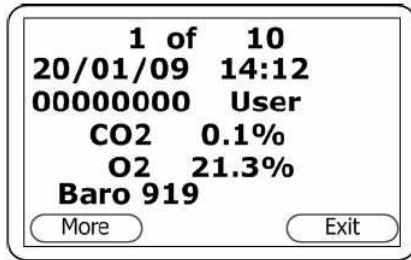 1 of 10
20/01/09 14:12
00000000 User
CO2 0.1%
O2 21.3%
Baro 919
More Exit